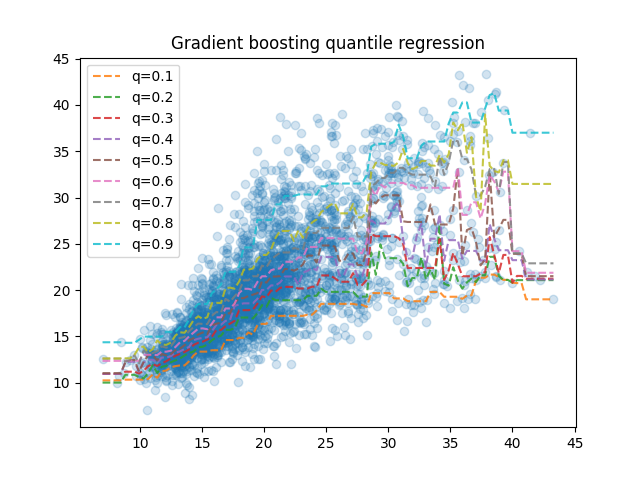 Gradient boosting quantile regression
45
40
35
30
25
20
15
10
q=0.1
q=0.2
q=0.3
q=0.4
q=0.5
q=0.6
q=0.7
q=0.8
q=0.9
10 15 20 25 30 35 40 45